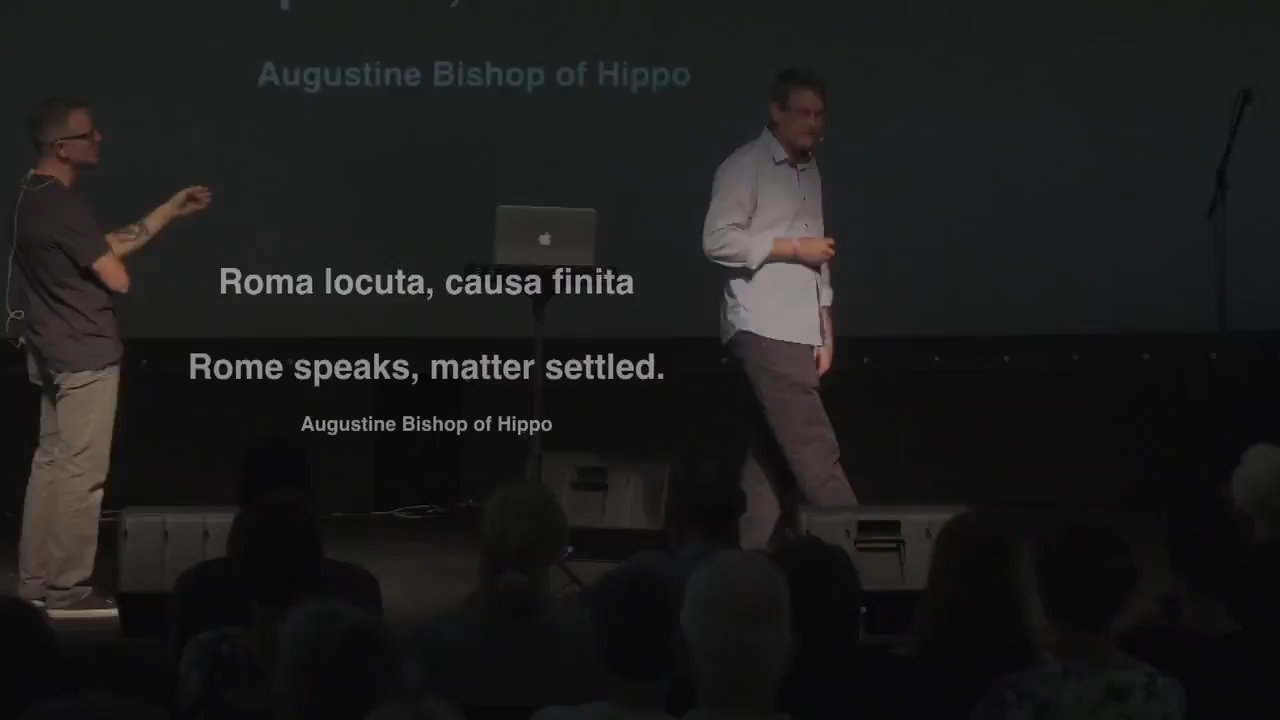 Augustine Bishop of Hippo
Roma locuta, causa finita
Rome speaks, matter settled.
Augustine Bishop of Hippo